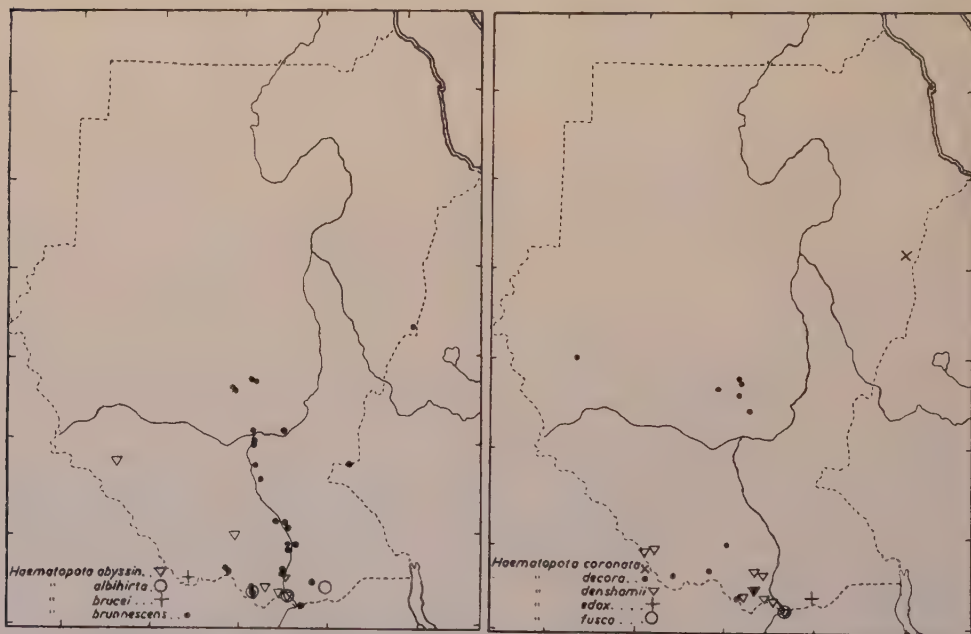 Haematopota abyssin.
" albihirta
" brucei...
" brunnescens..
Haematopota coronata
" decora..
" denshamii
" edax....
" fusca....